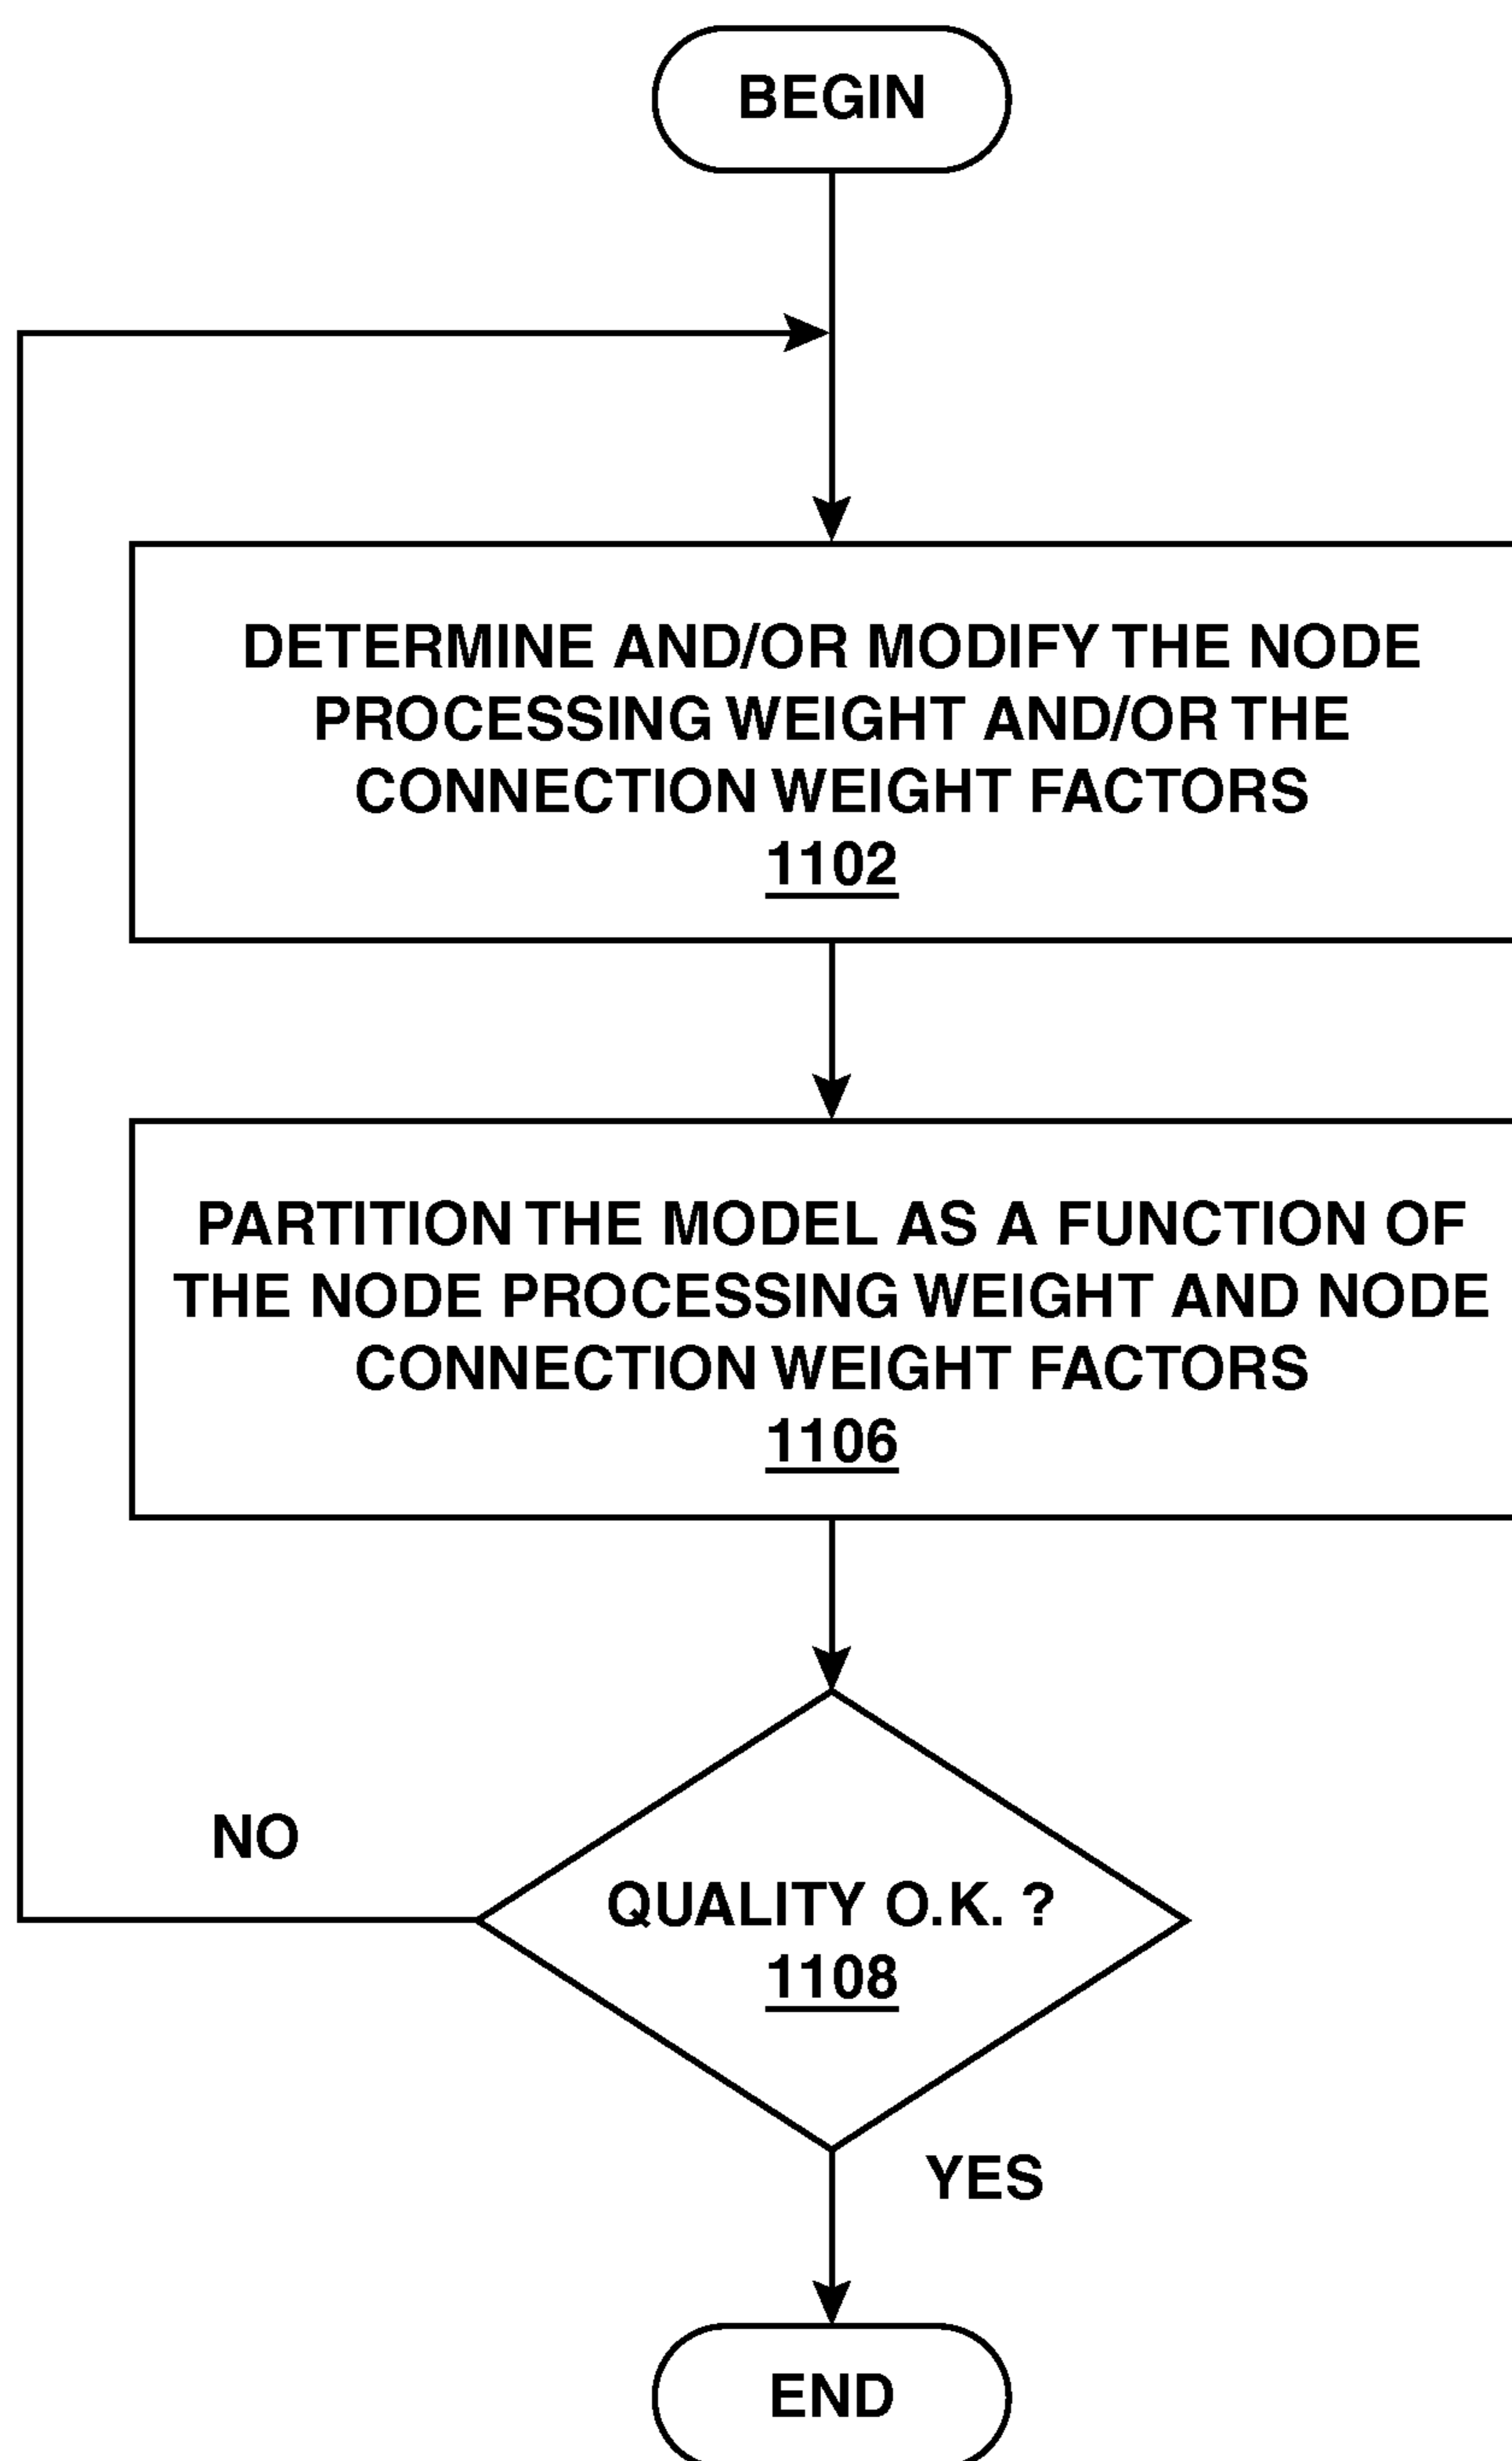 BEGIN
DETERMINE AND/OR MODIFY THE NODE
PROCESSING WEIGHT AND/OR THE
CONNECTION WEIGHT FACTORS
1102
PARTITION THE MODEL AS A FUNCTION OF
THE NODE PROCESSING WEIGHT AND NODE
CONNECTION WEIGHT FACTORS
1106
NO
QUALITY O.K. ?
1108
YES
END